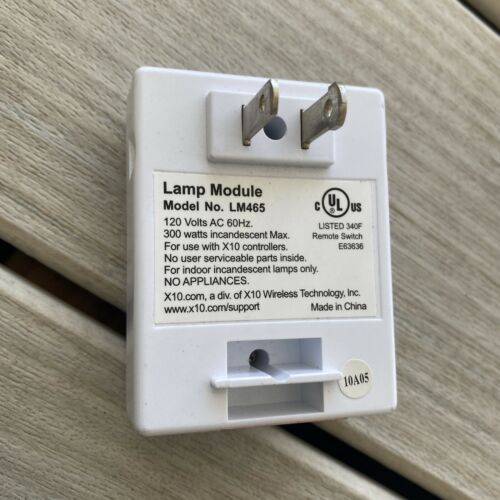 Lamp Module
Model No. LM465
120 Volts AC 60Hz.
300 watts incandescent Max.
For use with X10 controllers.
No user serviceable parts inside.
For indoor incandescent lamps only.
NO APPLIANCES.
X10.com, a div. of X10 Wireless Technology, Inc.
www.x10.com/support
C UL US
LISTED 340F
Remote Switch
E63636
Made in China
10A05